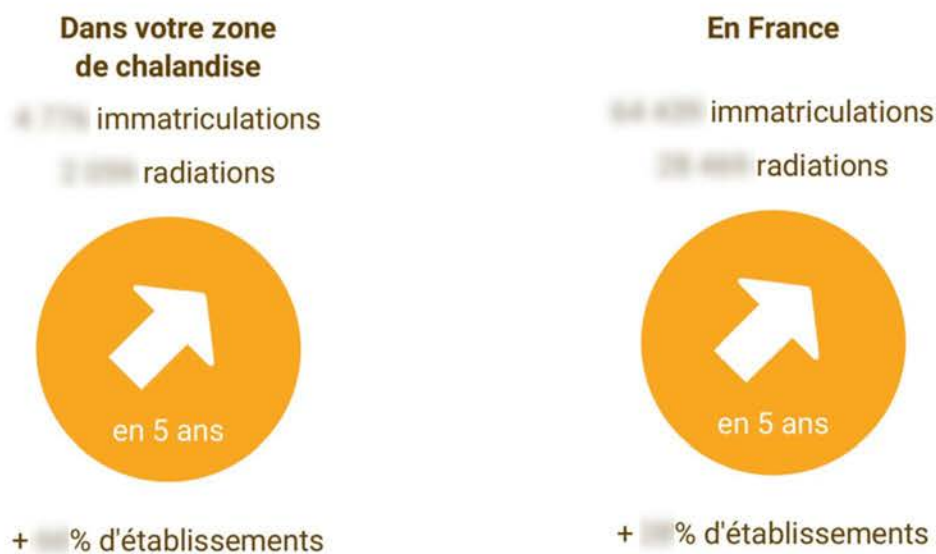 Dans votre zone
de chalandise
immatriculations
radiations
en 5 ans
+ % d'établissements
En France
immatriculations
radiations
en 5 ans
+ % d'établissements